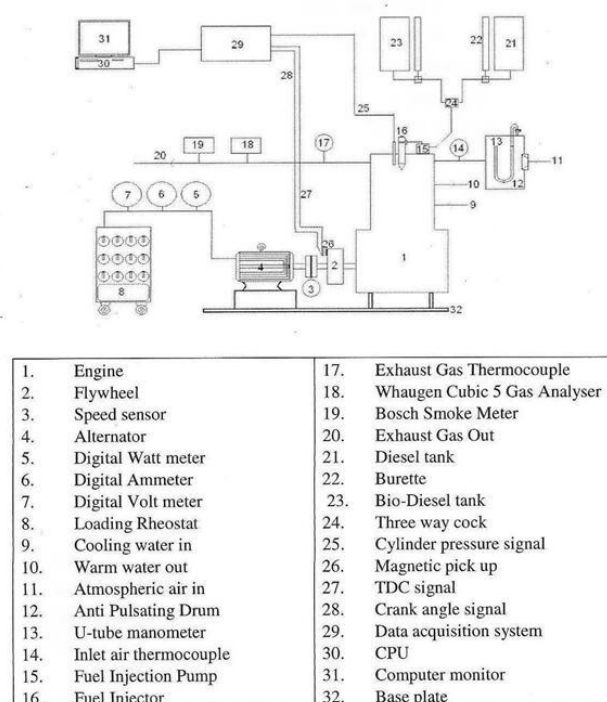 31
30
29
28
25
23
22
21
24
16
15
14
13
12
11
20
19
18
17
10
9
27
26
7
6
5
8
4
3
2
1
32
1. Engine
2. Flywheel
3. Speed sensor
4. Alternator
5. Digital Watt meter
6. Digital Ammeter
7. Digital Volt meter
8. Loading Rheostat
9. Cooling water in
10. Warm water out
11. Atmospheric air in
12. Anti Pulsating Drum
13. U-tube manometer
14. Inlet air thermocouple
15. Fuel Injection Pump
16. Fuel Injector
17. Exhaust Gas Thermocouple
18. Whaugen Cubic 5 Gas Analyser
19. Bosch Smoke Meter
20. Exhaust Gas Out
21. Diesel tank
22. Burette
23. Bio-Diesel tank
24. Three way cock
25. Cylinder pressure signal
26. Magnetic pick up
27. TDC signal
28. Crank angle signal
29. Data acquisition system
30. CPU
31. Computer monitor
32. Base plate